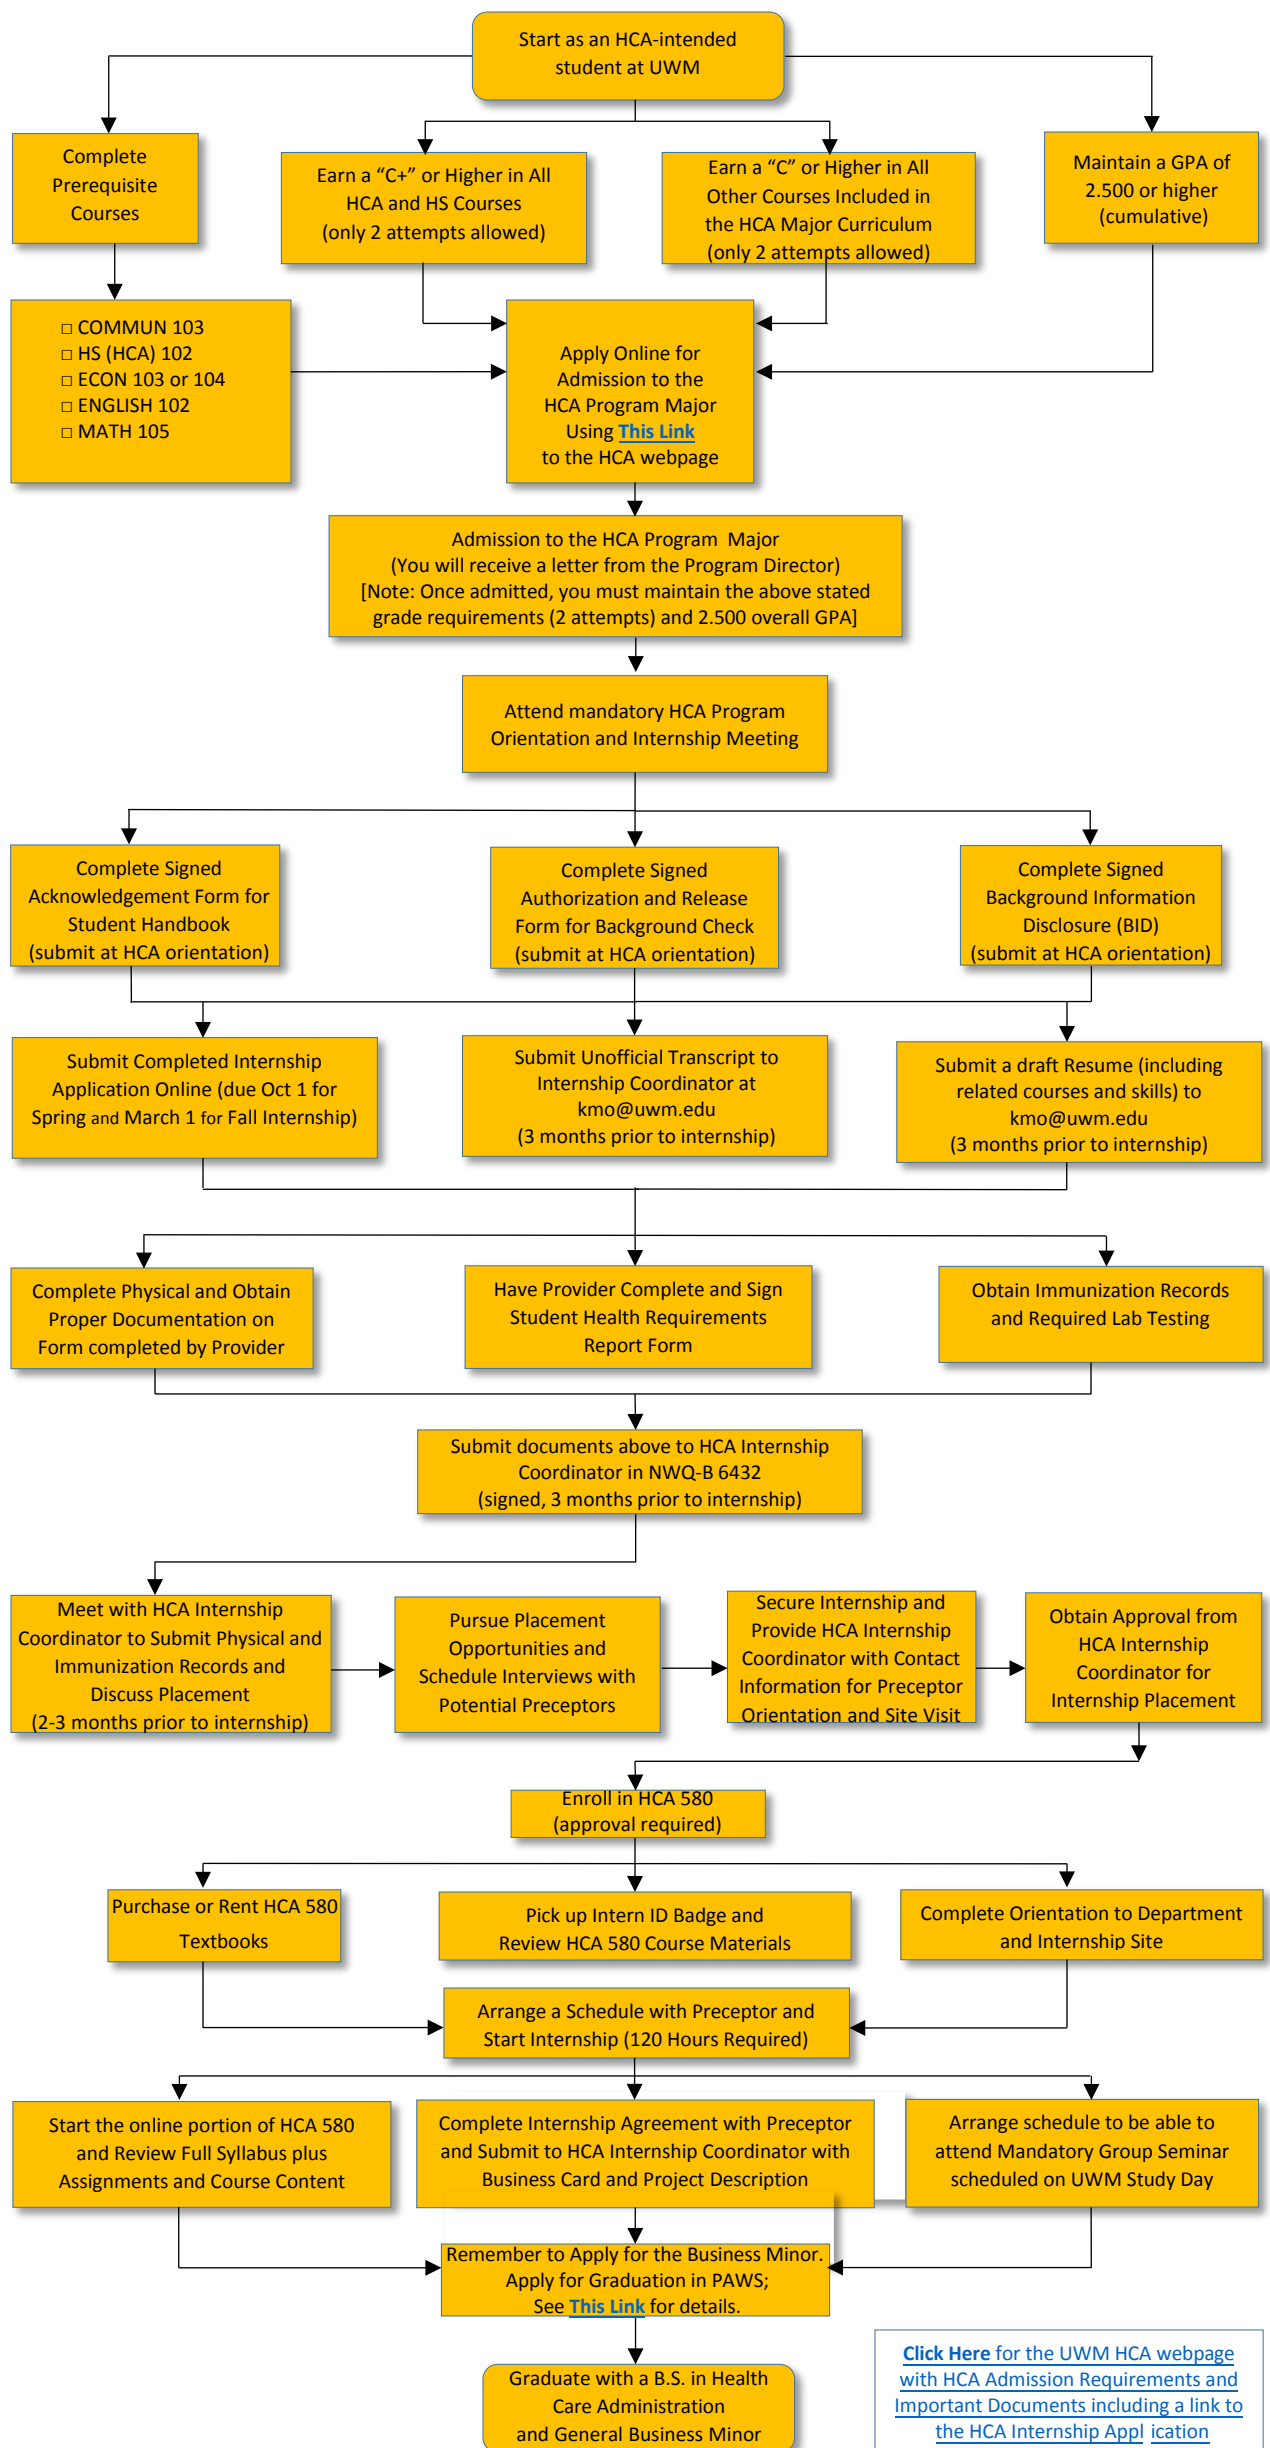 Start as an HCA-intended
student at UWM
Complete
Prerequisite
Courses
Earn a “C+” or Higher in All
HCA and HS Courses
(only 2 attempts allowed)
Earn a “C” or Higher in All
Other Courses Included in
the HCA Major Curriculum
(only 2 attempts allowed)
Maintain a GPA of
2.500 or higher
(cumulative)
□ COMMUN 103
□ HS (HCA) 102
□ ECON 103 or 104
□ ENGLISH 102
□ MATH 105
Apply Online for
Admission to the
HCA Program Major
Using This Link
to the HCA webpage
Admission to the HCA Program Major
(You will receive a letter from the Program Director)
[Note: Once admitted, you must maintain the above stated
grade requirements (2 attempts) and 2.500 overall GPA]
Attend mandatory HCA Program
Orientation and Internship Meeting
Complete Signed
Acknowledgement Form for
Student Handbook
(submit at HCA orientation)
Complete Signed
Authorization and Release
Form for Background Check
(submit at HCA orientation)
Complete Signed
Background Information
Disclosure (BID)
(submit at HCA orientation)
Submit Completed Internship
Application Online (due Oct 1 for
Spring and March 1 for Fall Internship)
Submit Unofficial Transcript to
Internship Coordinator at
kmo@uwm.edu
(3 months prior to internship)
Submit a draft Resume (including
related courses and skills) to
kmo@uwm.edu
(3 months prior to internship)
Complete Physical and Obtain
Proper Documentation on
Form completed by Provider
Have Provider Complete and Sign
Student Health Requirements
Report Form
Obtain Immunization Records
and Required Lab Testing
Submit documents above to HCA Internship
Coordinator in NWQ-B 6432
(signed, 3 months prior to internship)
Meet with HCA Internship
Coordinator to Submit Physical and
Immunization Records and
Discuss Placement
(2-3 months prior to internship)
Pursue Placement
Opportunities and
Schedule Interviews with
Potential Preceptors
Secure Internship and
Provide HCA Internship
Coordinator with Contact
Information for Preceptor
Orientation and Site Visit
Obtain Approval from
HCA Internship
Coordinator for
Internship Placement
Enroll in HCA 580
(approval required)
Purchase or Rent HCA 580
Textbooks
Pick up Intern ID Badge and
Review HCA 580 Course Materials
Complete Orientation to Department
and Internship Site
Arrange a Schedule with Preceptor and
Start Internship (120 Hours Required)
Start the online portion of HCA 580
and Review Full Syllabus plus
Assignments and Course Content
Complete Internship Agreement with Preceptor
and Submit to HCA Internship Coordinator with
Business Card and Project Description
Arrange schedule to be able to
attend Mandatory Group Seminar
scheduled on UWM Study Day
Remember to Apply for the Business Minor.
Apply for Graduation in PAWS;
See This Link for details.
Graduate with a B.S. in Health
Care Administration
and General Business Minor
Click Here for the UWM HCA webpage
with HCA Admission Requirements and
Important Documents including a link to
the HCA Internship Appl ication